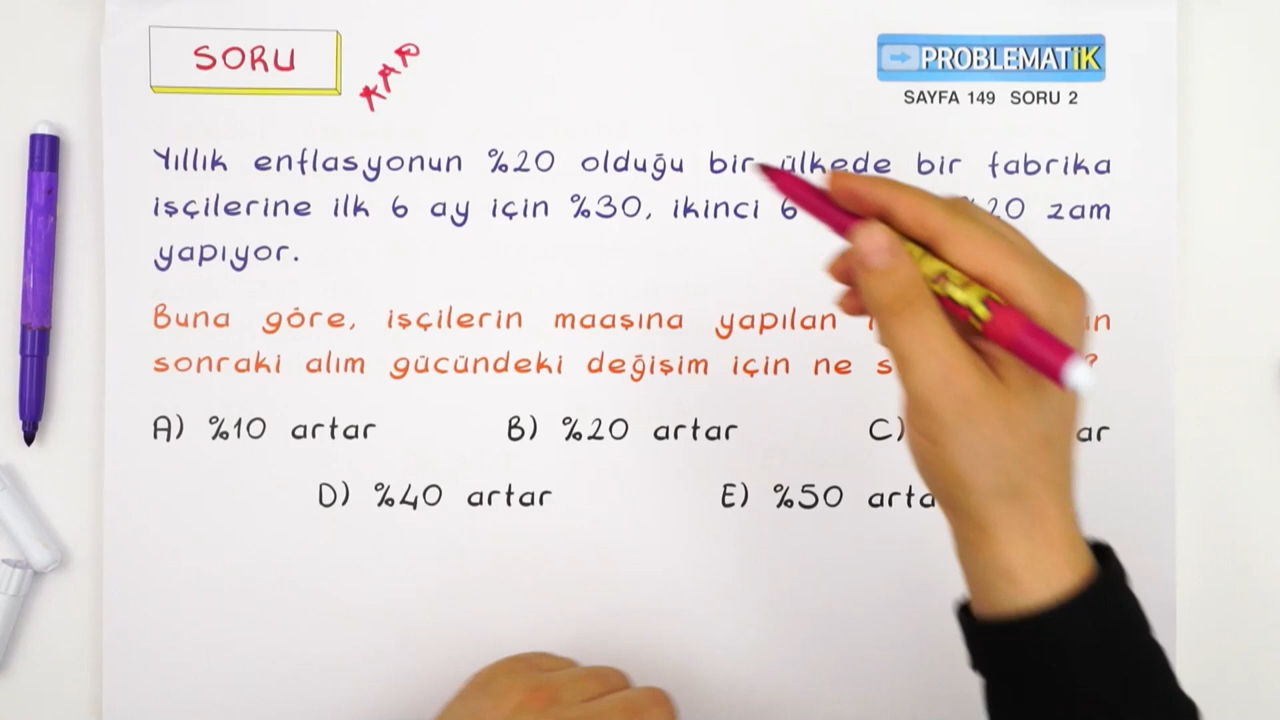 SORU
KAR
PROBLEMATİK
SAYFA 149 SORU 2
Yıllık enflasyonun %20 olduğu bir ülkede bir fabrika
işçilerine ilk 6 ay için %30, ikinci 6 %20 zam
yapıyor.
Buna göre, işçilerin maaşına yapılan
sonraki alım gücündeki değişim için ne
A) %10 artar B) %20 artar C)
D) %40 artar E) %50